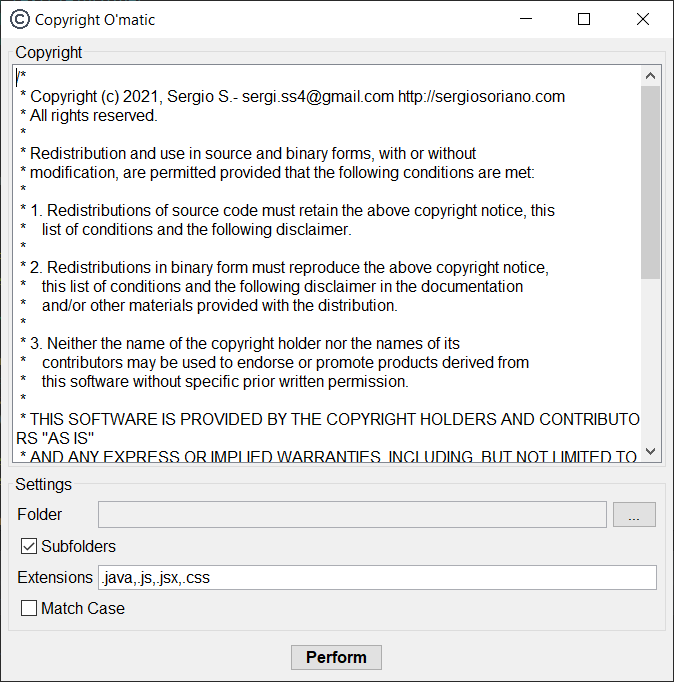 © Copyright O'matic
Copyright
/*
* Copyright (c) 2021, Sergio S.- sergi.ss4@gmail.com http://sergiosoriano.com
* All rights reserved.
*
* Redistribution and use in source and binary forms, with or without
* modification, are permitted provided that the following conditions are met:
*
* 1. Redistributions of source code must retain the above copyright notice, this
*    list of conditions and the following disclaimer.
*
* 2. Redistributions in binary form must reproduce the above copyright notice,
*    this list of conditions and the following disclaimer in the documentation
*    and/or other materials provided with the distribution.
*
* 3. Neither the name of the copyright holder nor the names of its
*    contributors may be used to endorse or promote products derived from
*    this software without specific prior written permission.
*
* THIS SOFTWARE IS PROVIDED BY THE COPYRIGHT HOLDERS AND CONTRIBUTO
RS "AS IS"
* AND ANY EXPRESS OR IMPLIED WARRANTIES, INCLUDING, BUT NOT LIMITED TO
Settings
Folder
...
Subfolders
Extensions .java,.js,.jsx,.css
Match Case
Perform